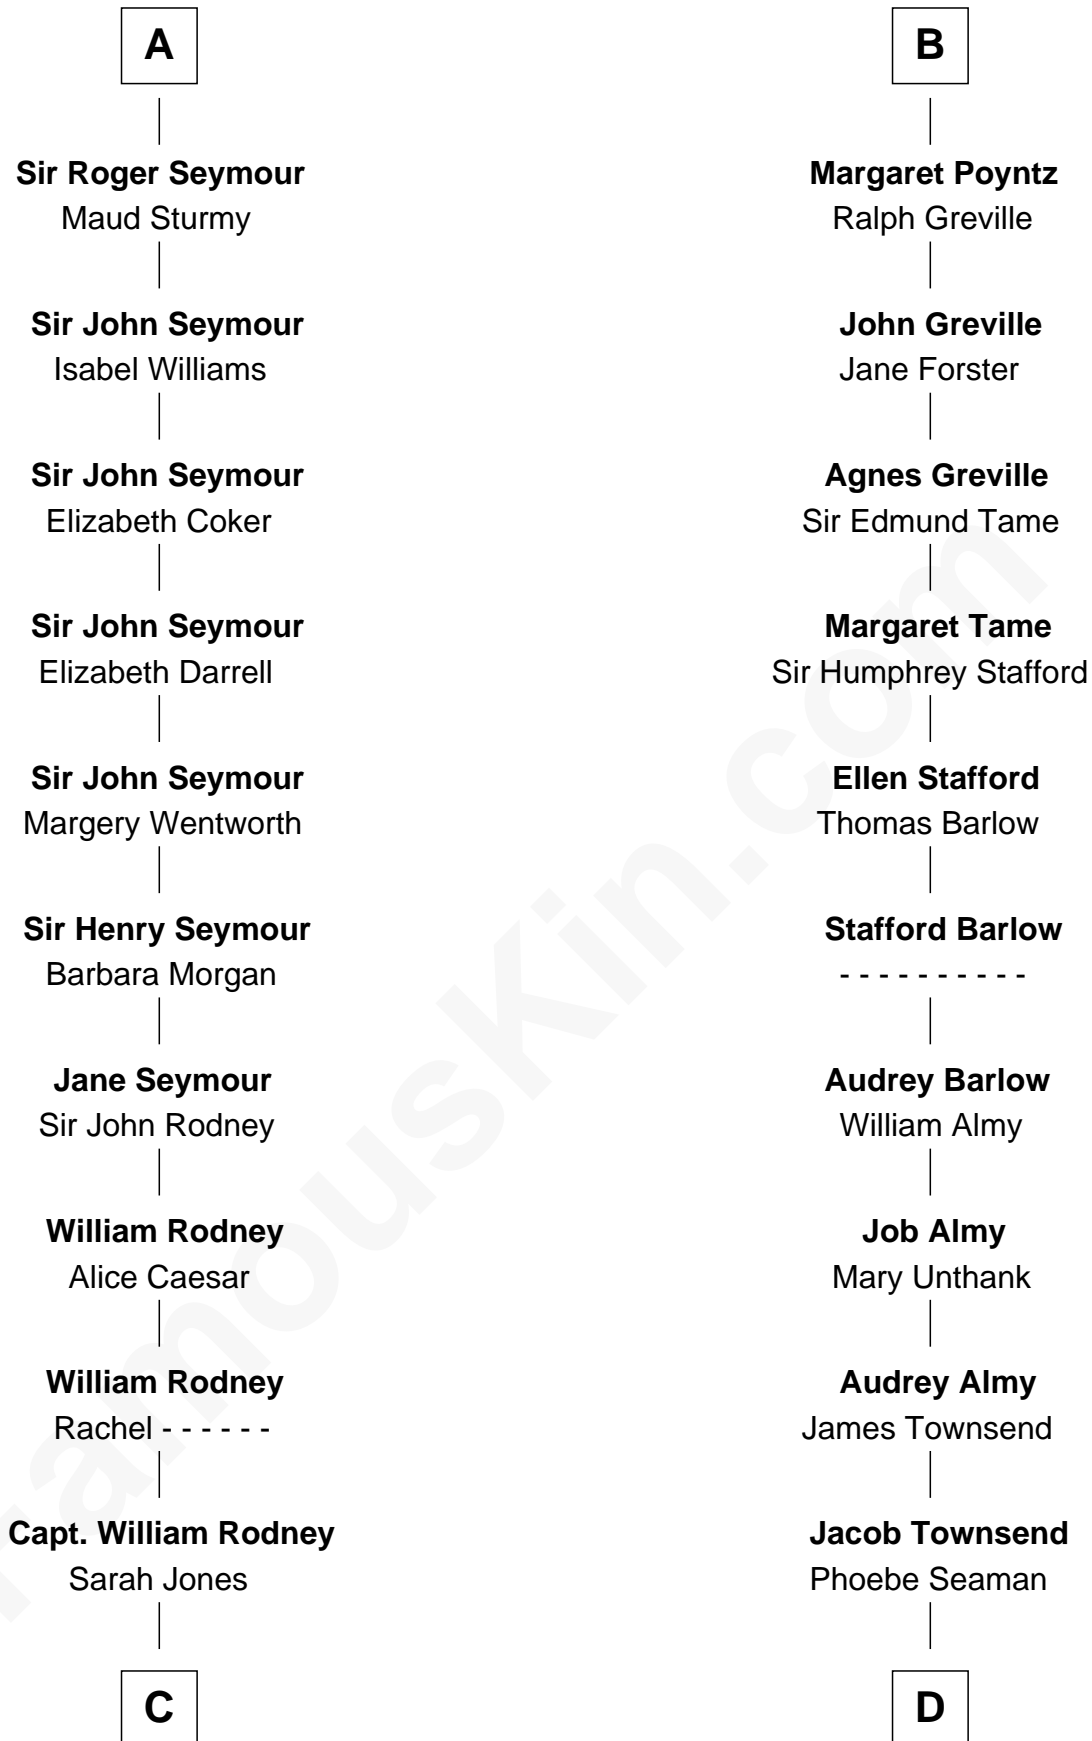 A
Sir Roger Seymour
Maud Sturmy
Sir John Seymour
Isabel Williams
Sir John Seymour
Elizabeth Coker
Sir John Seymour
Elizabeth Darrell
Sir John Seymour
Margery Wentworth
Sir Henry Seymour
Barbara Morgan
Jane Seymour
Sir John Rodney
William Rodney
Alice Caesar
William Rodney
Rachel - - - - - -
Capt. William Rodney
Sarah Jones
C
B
Margaret Poyntz
Ralph Greville
John Greville
Jane Forster
Agnes Greville
Sir Edmund Tame
Margaret Tame
Sir Humphrey Stafford
Ellen Stafford
Thomas Barlow
Stafford Barlow
- - - - - - - - - -
Audrey Barlow
William Almy
Job Almy
Mary Unthank
Audrey Almy
James Townsend
Jacob Townsend
Phoebe Seaman
D
FamousKin.com